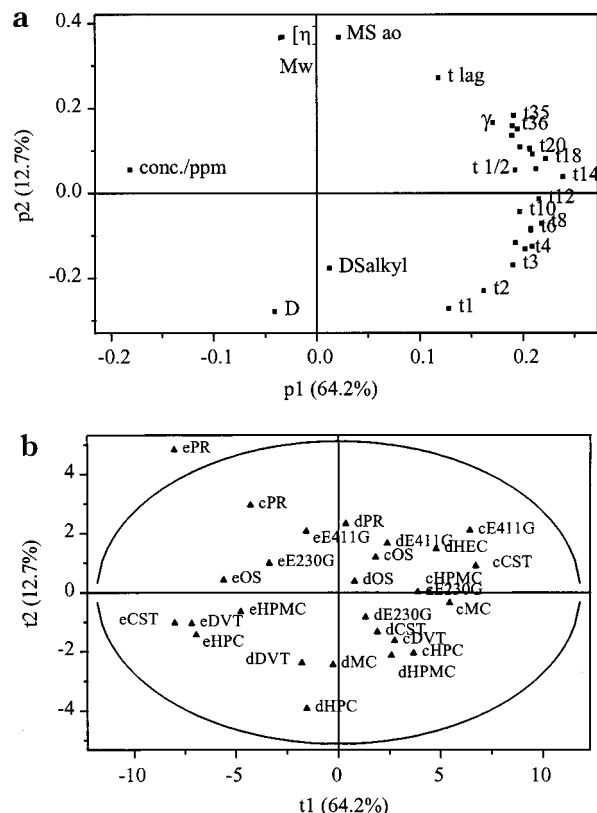 a
0.4
0.2
0.0
-0.2
p2 (12.7%)
[η]
MS ao
Mw
t lag
t35
γ
t36
t20
t18
conc./ppm
t 1/2
t14
t12
t10
t8
t6
t4
DSalkyl
t3
t2
D
t1
-0.2
-0.1
0.0
0.1
0.2
p1 (64.2%)
b
4
2
0
-2
-4
t2 (12.7%)
ePR
cPR
dPR
eE411G
dE411G
cE411G
dHEC
eE230G
cOS
cCST
eOS
dOS
cHPMC
cE230G
eHPMC
cMC
dE230G
eCST
eDVT
dCST
eHPC
cDVT
cHPC
dDVT
dMC
dHPMC
dHPC
-10
-5
0
5
10
t1 (64.2%)